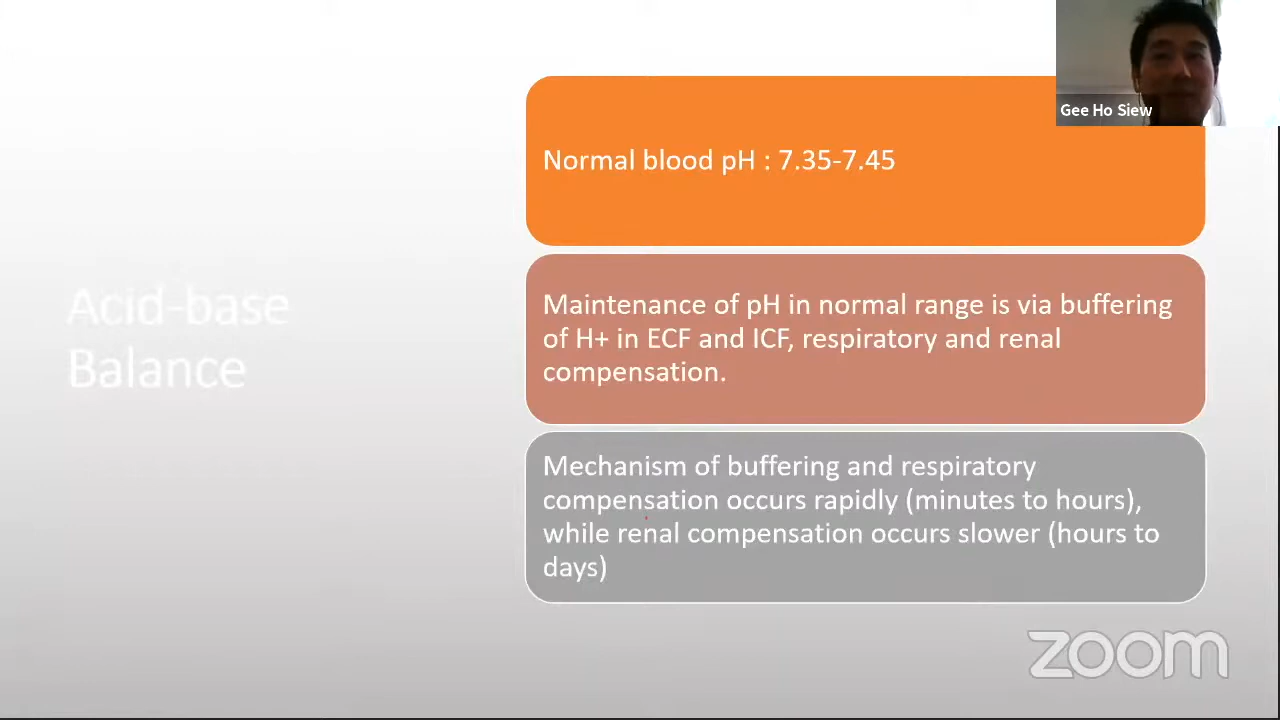 Gee Ho Siew
Normal blood pH : 7.35-7.45
Acid-base
Balance
Maintenance of pH in normal range is via buffering
of H+ in ECF and ICF, respiratory and renal
compensation.
Mechanism of buffering and respiratory
compensation occurs rapidly (minutes to hours),
while renal compensation occurs slower (hours to
days)
zoom